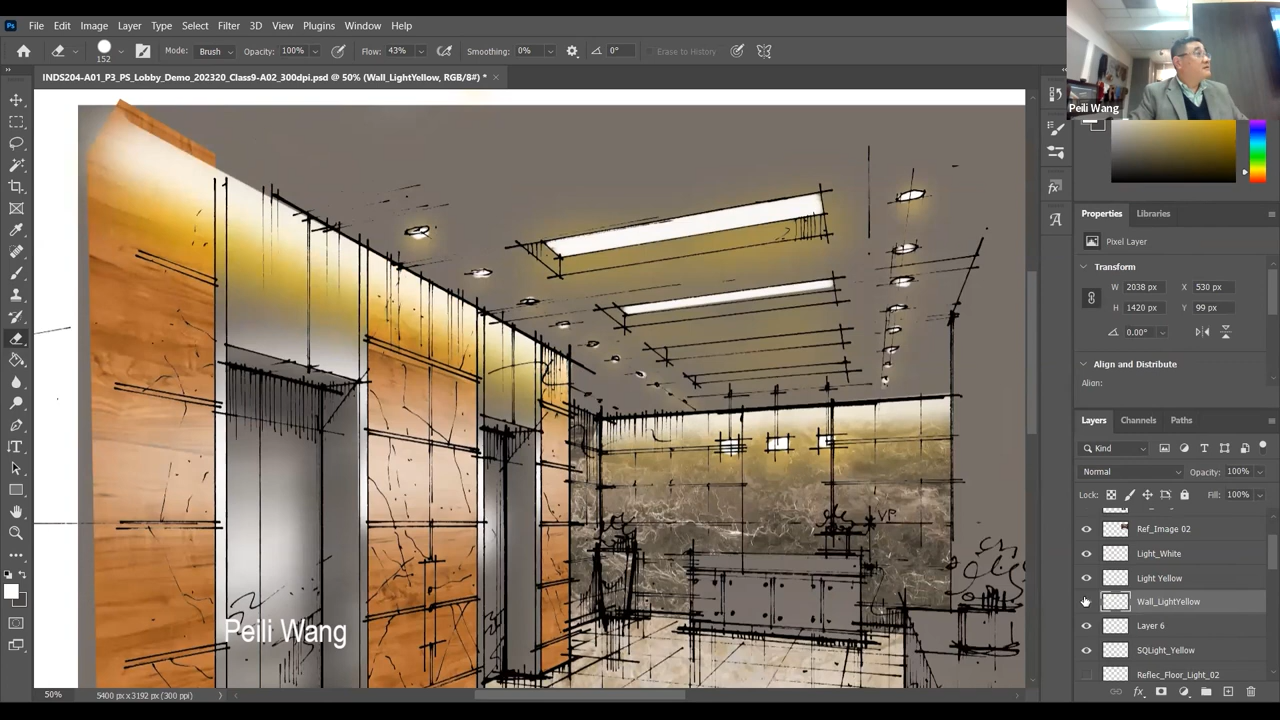 File Edit Image Layer Type Select Filter 3D View Plugins Window Help
152 Mode: Brush Opacity: 100% Flow: 43% Smoothing: 0% 0° Erase to History
INDS204-A01_P3_PS_Lobby_Demo_202320_Class9-A02_300dpi.psd @ 50% (Wall_LightYellow, RGB/8#) * ×
Peili Wang
Properties Libraries
Pixel Layer
Transform
W 2038 px X 530 px
H 1420 px Y 99 px
0.00°
Align and Distribute
Align:
Layers Channels Paths
Kind
Normal Opacity: 100%
Lock: Fill: 100%
Ref_Image 02
Light_White
Light Yellow
Wall_LightYellow
Layer 6
SQLight_Yellow
Reflec_Floor_Light_02
VP
Peili Wang
50% 5400 px x 3192 px (300 ppi)